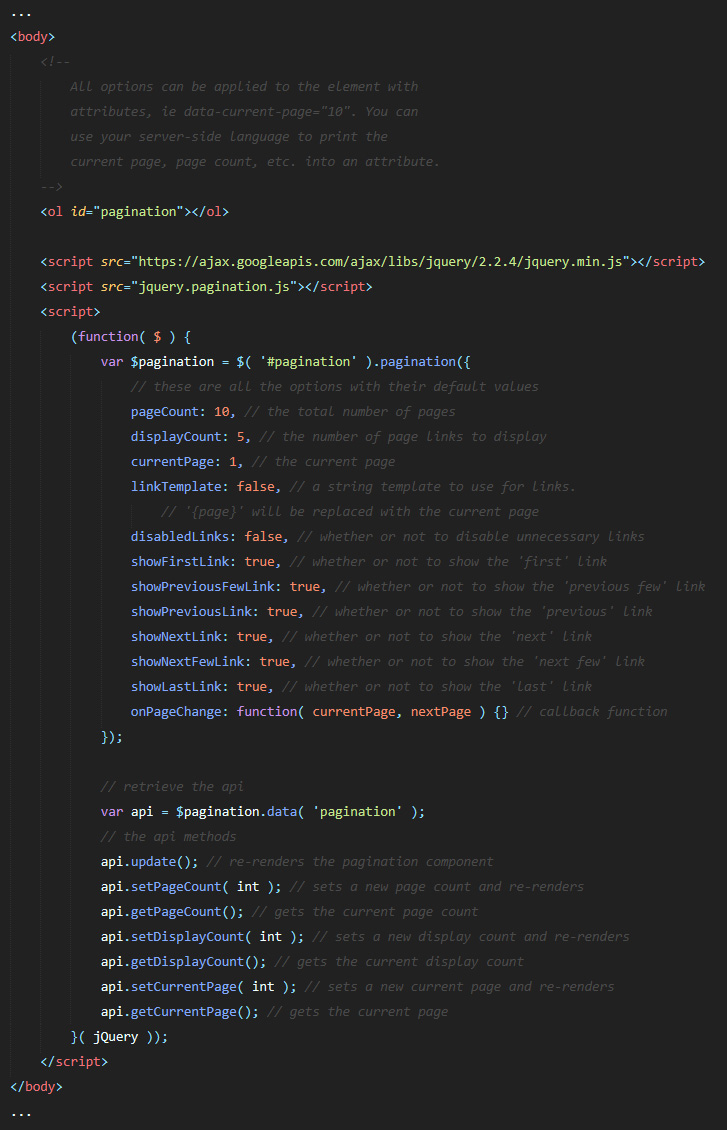 ...
<body>
<!--
All options can be applied to the element with
attributes, ie data-current-page="10". You can
use your server-side language to print the
current page, page count, etc. into an attribute.
-->
<ol id="pagination"></ol>
<script src="https://ajax.googleapis.com/ajax/libs/jquery/2.2.4/jquery.min.js"></script>
<script src="jquery.pagination.js"></script>
<script>
(function( $ ) {
var $pagination = $( '#pagination' ).pagination({
// these are all the options with their default values
pageCount: 10, // the total number of pages
displayCount: 5, // the number of page links to display
currentPage: 1, // the current page
linkTemplate: false, // a string template to use for links.
// '{page}' will be replaced with the current page
disabledLinks: false, // whether or not to disable unnecessary links
showFirstLink: true, // whether or not to show the 'first' link
showPreviousFewLink: true, // whether or not to show the 'previous few' link
showPreviousLink: true, // whether or not to show the 'previous' link
showNextLink: true, // whether or not to show the 'next' link
showNextFewLink: true, // whether or not to show the 'next few' link
showLastLink: true, // whether or not to show the 'last' link
onPageChange: function( currentPage, nextPage ) {} // callback function
});
// retrieve the api
var api = $pagination.data( 'pagination' );
// the api methods
api.update(); // re-renders the pagination component
api.setPageCount( int ); // sets a new page count and re-renders
api.getPageCount(); // gets the current page count
api.setDisplayCount( int ); // sets a new display count and re-renders
api.getDisplayCount(); // gets the current display count
api.setCurrentPage( int ); // sets a new current page and re-renders
api.getCurrentPage(); // gets the current page
}( jQuery ));
</script>
</body>
...